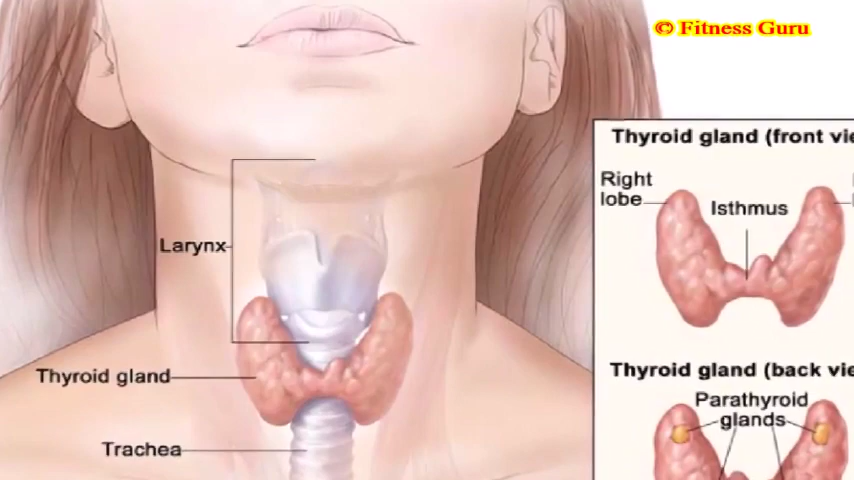 © Fitness Guru
Thyroid gland (front vie
Right
lobe
Isthmus
Larynx
Thyroid gland
Trachea
Thyroid gland (back vie
Parathyroid
glands